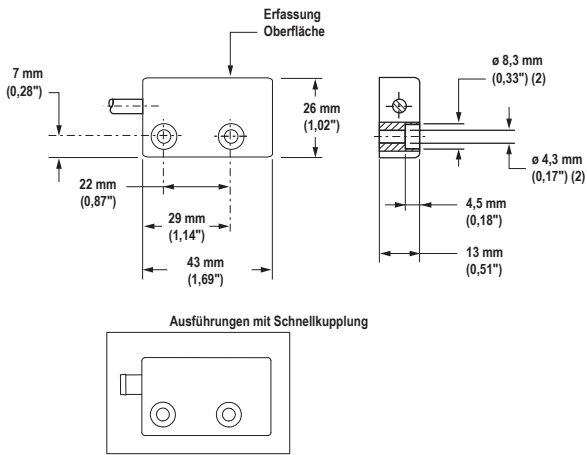 Erfassung
Oberfläche
7 mm
(0,28")
26 mm
(1,02")
22 mm
(0,87")
29 mm
(1,14")
43 mm
(1,69")
ø 8,3 mm
(0,33") (2)
ø 4,3 mm
(0,17") (2)
4,5 mm
(0,18")
13 mm
(0,51")
Ausführungen mit Schnellkupplung